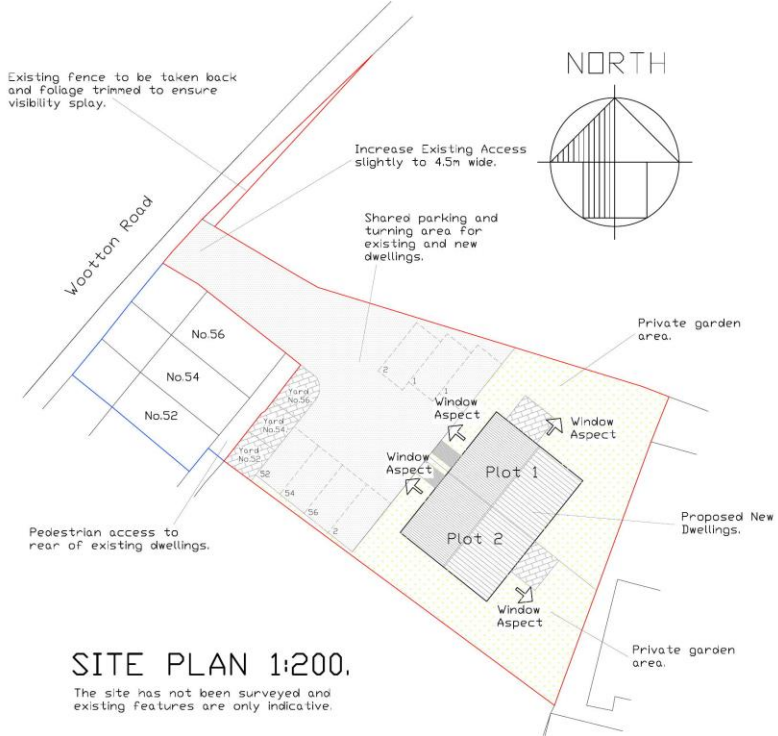 NORTH
Existing fence to be taken back
and foliage trimmed to ensure
visibility splay.
Increase Existing Access
slightly to 4.5m wide.
Wootton Road
Shared parking and
turning area for
existing and new
dwellings.
No.56
No.54
No.52
Private garden
area.
2
1
1
Yard
No.56
Yard
No.54
Yard
No.52
Window
Aspect
Window
Aspect
Window
Aspect
Plot 1
Plot 2
52
54
56
2
Proposed New
Dwellings.
Pedestrian access to
rear of existing dwellings.
Window
Aspect
Private garden
area.
SITE PLAN 1:200.
The site has not been surveyed and
existing features are only indicative.